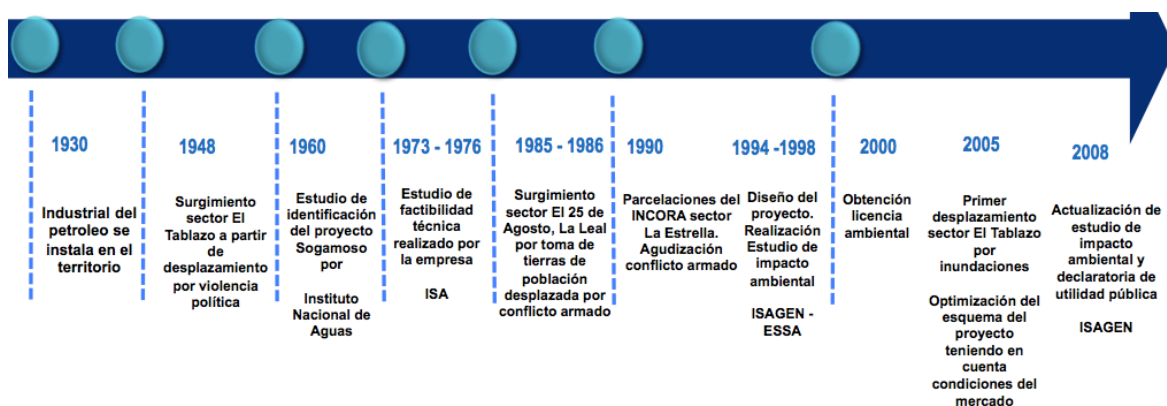 1930
Industrial del
petroleo se
instala en el
territorio
1948
Surgimiento
sector El
Tablazo a partir
de
desplazamiento
por violencia
política
1960
Estudio de
identificación
del proyecto
Sogamoso
por
Instituto
Nacional de
Aguas
1973 - 1976
Estudio de
factibilidad
técnica
realizado por
la empresa
ISA
1985 - 1986
Surgimiento
sector El 25 de
Agosto, La Leal
por toma de
tierras de
población
desplazada por
conflicto armado
1990
Parcelaciones del
INCORA sector
La Estrella.
Agudización
conflicto armado
1994 -1998
Diseño del
proyecto.
Realización
Estudio de
impacto
ambiental
ISAGEN -
ESSA
2000
Obtención
licencia
ambiental
2005
Primer
desplazamiento
sector El Tablazo
por
inundaciones
Optimización del
esquema del
proyecto
teniendo en
cuenta
condiciones del
mercado
2008
Actualización de
estudio de
impacto
ambiental y
declaratoria de
utilidad pública
ISAGEN